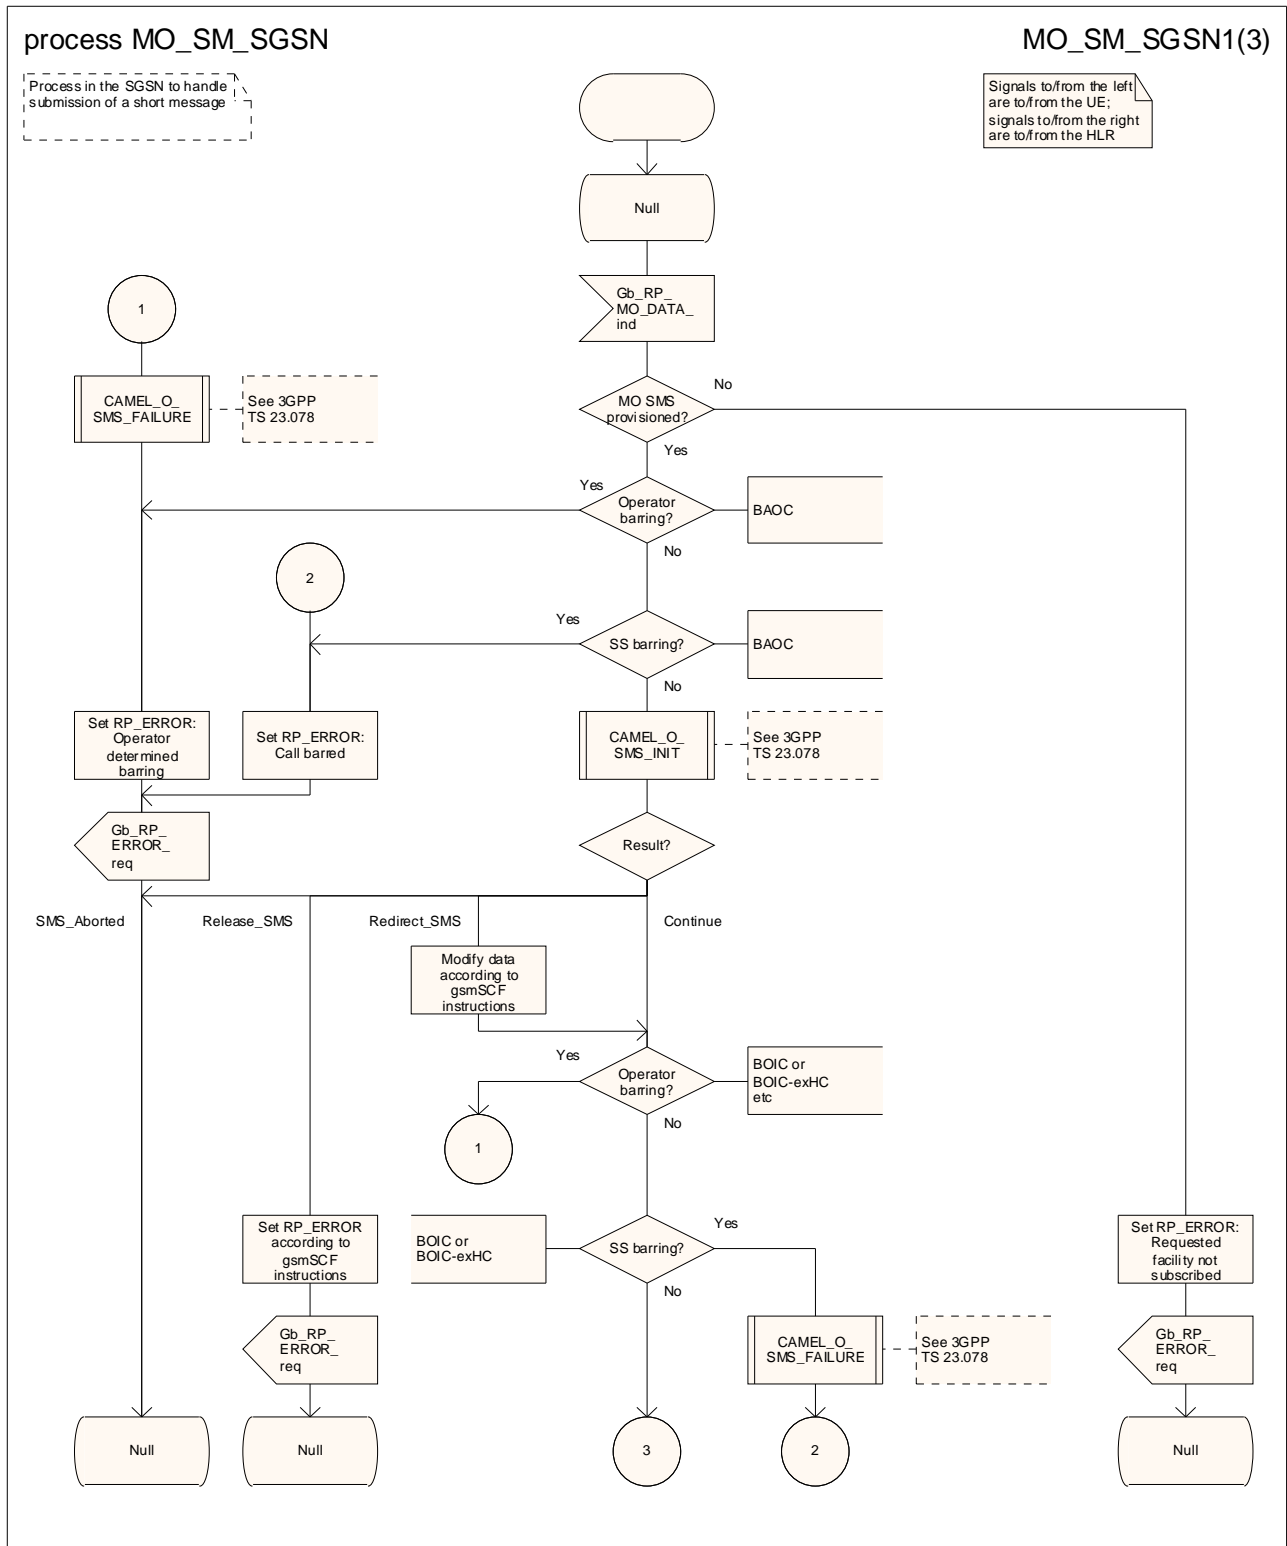 process MO_SM_SGSN
MO_SM_SGSN1(3)
Process in the SGSN to handle
submission of a short message
Signals to/from the left
are to/from the UE;
signals to/from the right
are to/from the HLR
Null
Gb_RP_
MO_DATA_
ind
1
CAMEL_O_
SMS_FAILURE
See 3GPP
TS 23.078
MO SMS
provisioned?
No
Yes
Yes
Operator
barring?
BAOC
No
2
Yes
SS barring?
BAOC
No
Set RP_ERROR:
Operator
determined
barring
Set RP_ERROR:
Call barred
CAMEL_O_
SMS_INIT
See 3GPP
TS 23.078
Gb_RP_
ERROR_
req
Result?
SMS_Aborted
Release_SMS
Redirect_SMS
Continue
Modify data
according to
gsmSCF
instructions
Yes
Operator
barring?
BOIC or
BOIC-exHC
etc
No
1
Set RP_ERROR
according to
gsmSCF
instructions
BOIC or
BOIC-exHC
SS barring?
Yes
No
Set RP_ERROR:
Requested
facility not
subscribed
Gb_RP_
ERROR_
req
CAMEL_O_
SMS_FAILURE
See 3GPP
TS 23.078
Gb_RP_
ERROR_
req
Null
Null
3
2
Null